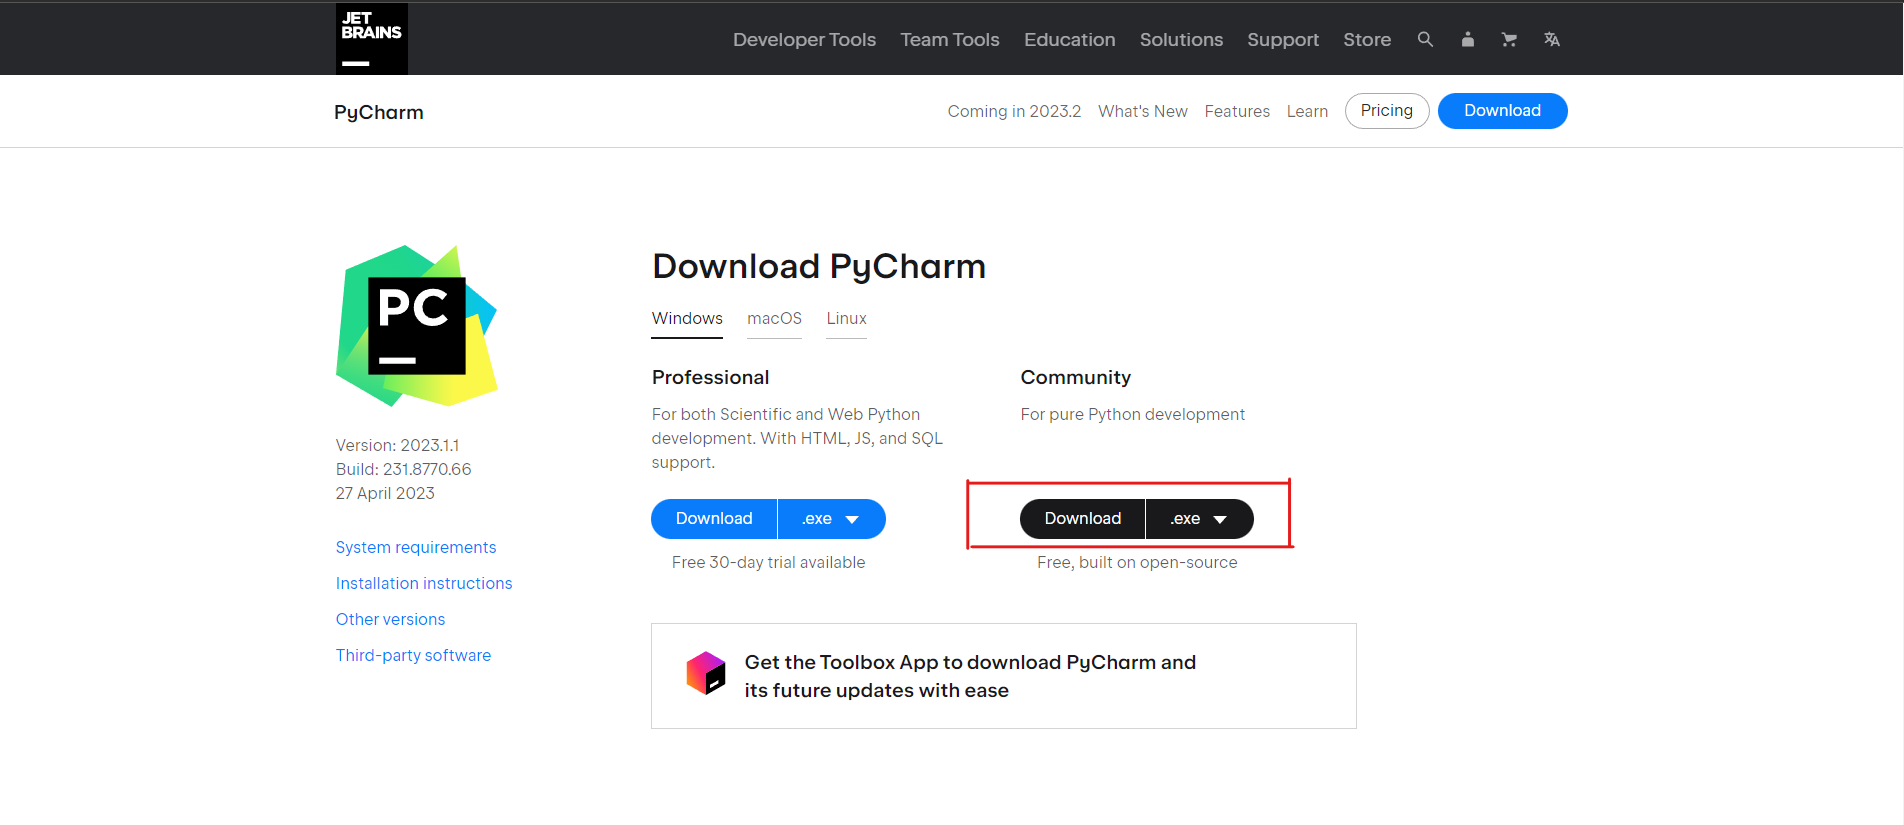 JET
BRAINS
Developer Tools Team Tools Education Solutions Support Store
PyCharm
Coming in 2023.2 What's New Features Learn Pricing Download
PC
Version: 2023.1.1
Build: 231.8770.66
27 April 2023
System requirements
Installation instructions
Other versions
Third-party software
Download PyCharm
Windows macOS Linux
Professional
For both Scientific and Web Python
development. With HTML, JS, and SQL
support.
Download .exe
Free 30-day trial available
Community
For pure Python development
Download .exe
Free, built on open-source
Get the Toolbox App to download PyCharm and
its future updates with ease